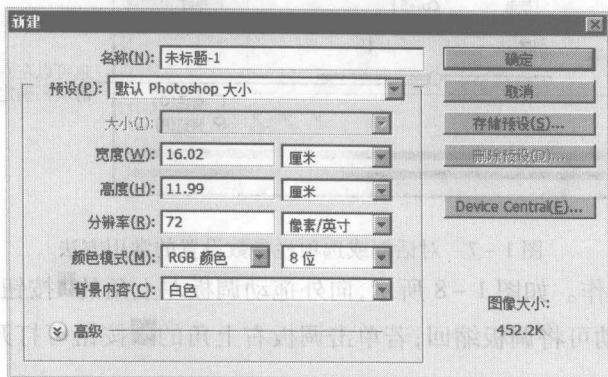 新建
名称(N): 未标题-1
确定
预设(P): 默认 Photoshop 大小
取消
大小(I):
存储预设(S)...
宽度(W): 16.02 厘米
删除预设(D)...
高度(H): 11.99 厘米
分辨率(R): 72 像素/英寸
Device Central(E)...
颜色模式(M): RGB 颜色 8 位
背景内容(C): 白色
图像大小:
452.2K
高级